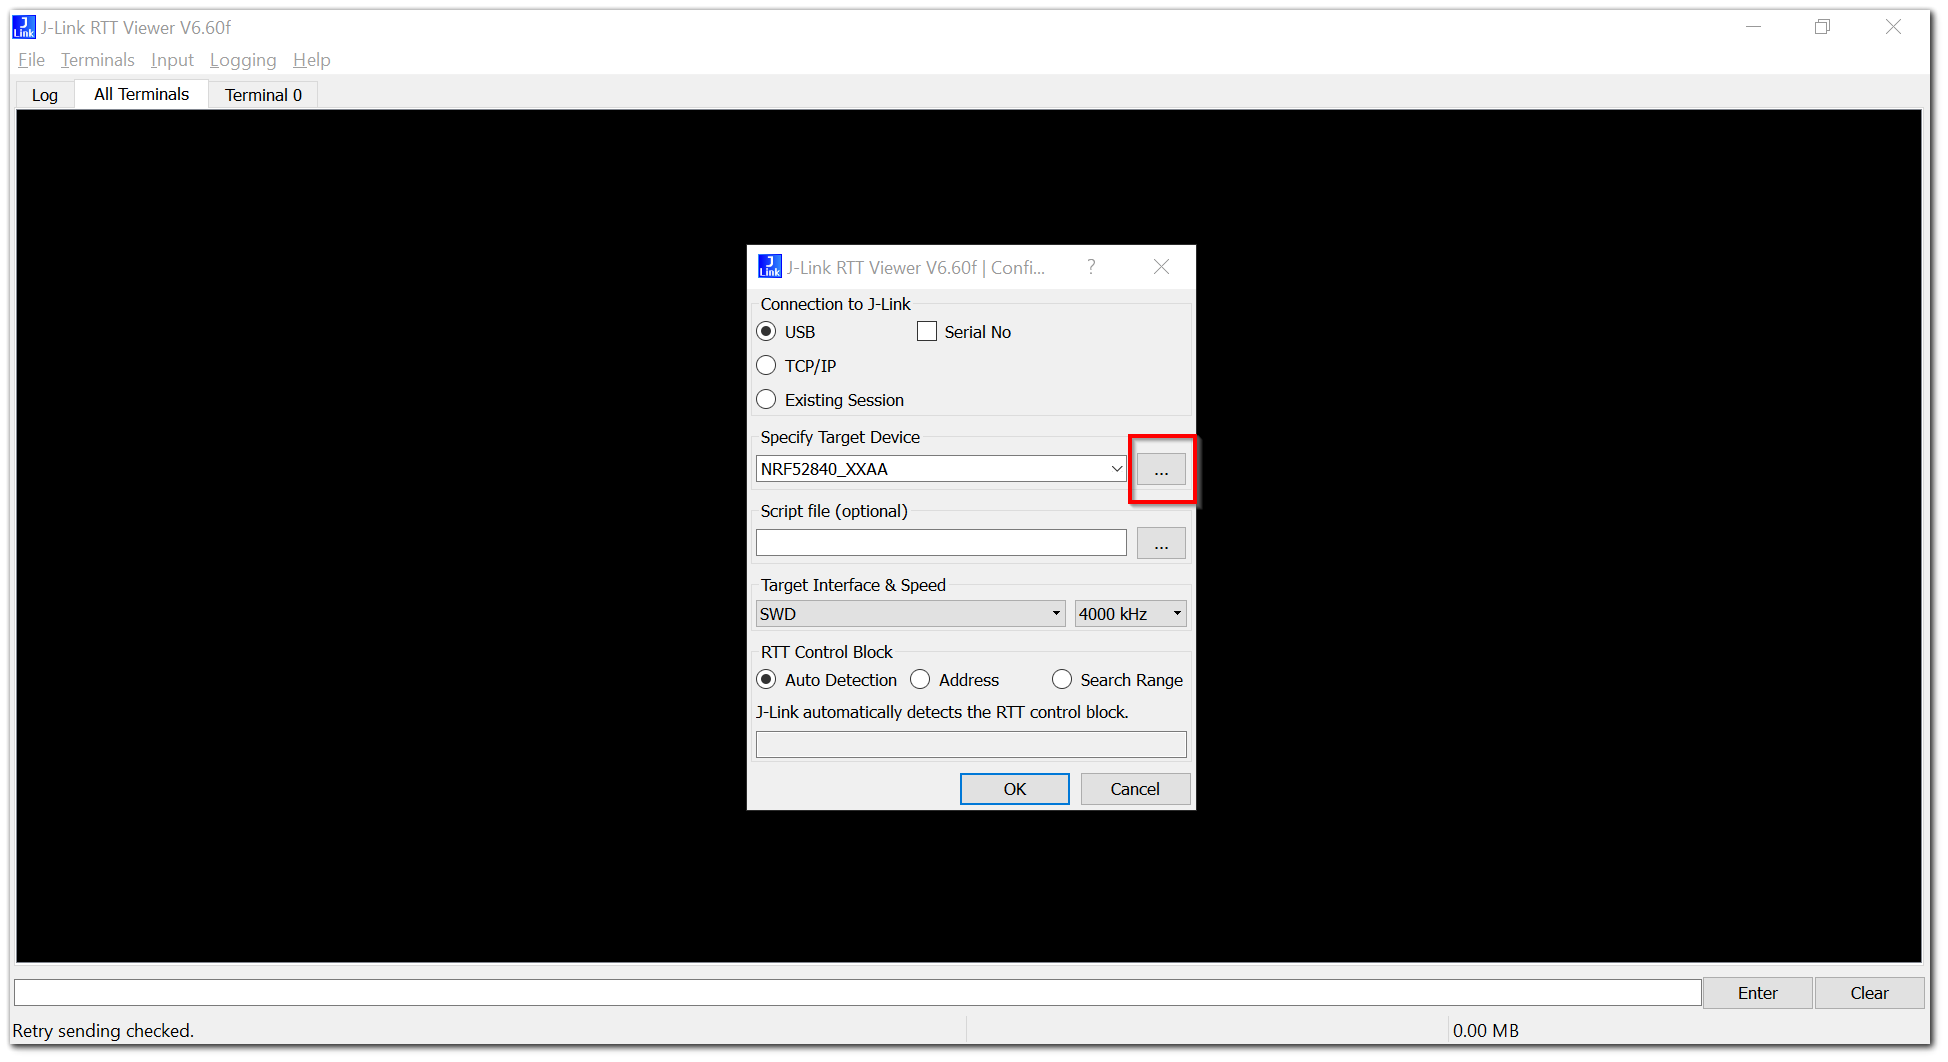 J-Link RTT Viewer V6.60f
File Terminals Input Logging Help
Log All Terminals Terminal 0
J-Link RTT Viewer V6.60f | Confi... ?
Connection to J-Link
USB Serial No
TCP/IP
Existing Session
Specify Target Device
NRF52840_XXAA ...
Script file (optional)
...
Target Interface & Speed
SWD 4000 kHz
RTT Control Block
Auto Detection Address Search Range
J-Link automatically detects the RTT control block.
OK Cancel
Enter Clear
Retry sending checked. 0.00 MB